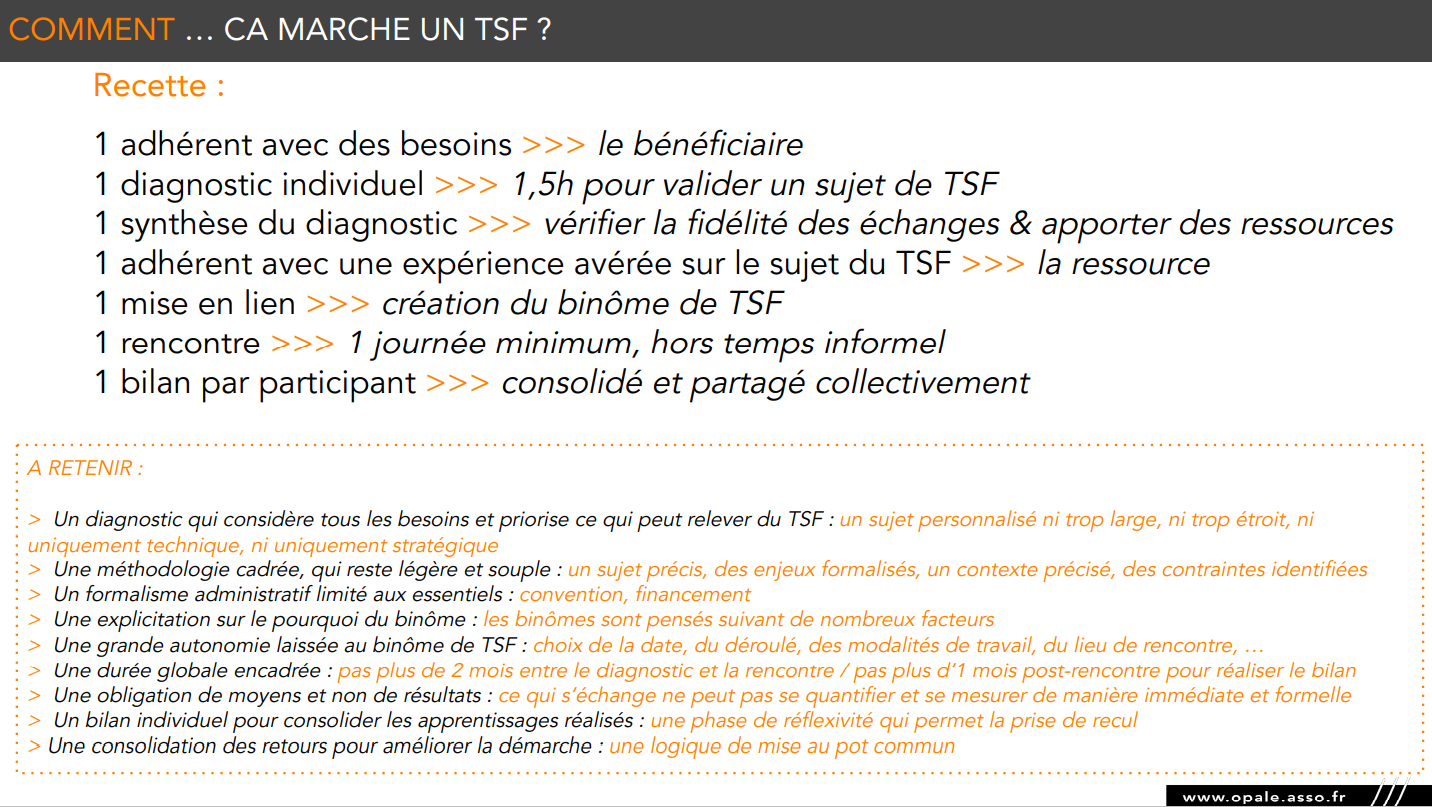 COMMENT ... CA MARCHE UN TSF ?
Recette :
1 adhérent avec des besoins >>> le bénéficiaire
1 diagnostic individuel >>> 1,5h pour valider un sujet de TSF
1 synthèse du diagnostic >>> vérifier la fidélité des échanges & apporter des ressources
1 adhérent avec une expérience avérée sur le sujet du TSF >>> la ressource
1 mise en lien >>> création du binôme de TSF
1 rencontre >>> 1 journée minimum, hors temps informel
1 bilan par participant >>> consolidé et partagé collectivement
A RETENIR :
> Un diagnostic qui considère tous les besoins et priorise ce qui peut relever du TSF : un sujet personnalisé ni trop large, ni trop étroit, ni
uniquement technique, ni uniquement stratégique
> Une méthodologie cadrée, qui reste légère et souple : un sujet précis, des enjeux formalisés, un contexte précisé, des contraintes identifiées
> Un formalisme administratif limité aux essentiels : convention, financement
> Une explicitation sur le pourquoi du binôme : les binômes sont pensés suivant de nombreux facteurs
> Une grande autonomie laissée au binôme de TSF : choix de la date, du déroulé, des modalités de travail, du lieu de rencontre, ...
> Une durée globale encadrée : pas plus de 2 mois entre le diagnostic et la rencontre / pas plus d'1 mois post-rencontre pour réaliser le bilan
> Une obligation de moyens et non de résultats : ce qui s'échange ne peut pas se quantifier et se mesurer de manière immédiate et formelle
> Un bilan individuel pour consolider les apprentissages réalisés : une phase de réflexivité qui permet la prise de recul
> Une consolidation des retours pour améliorer la démarche : une logique de mise au pot commun
www.opale.asso.fr